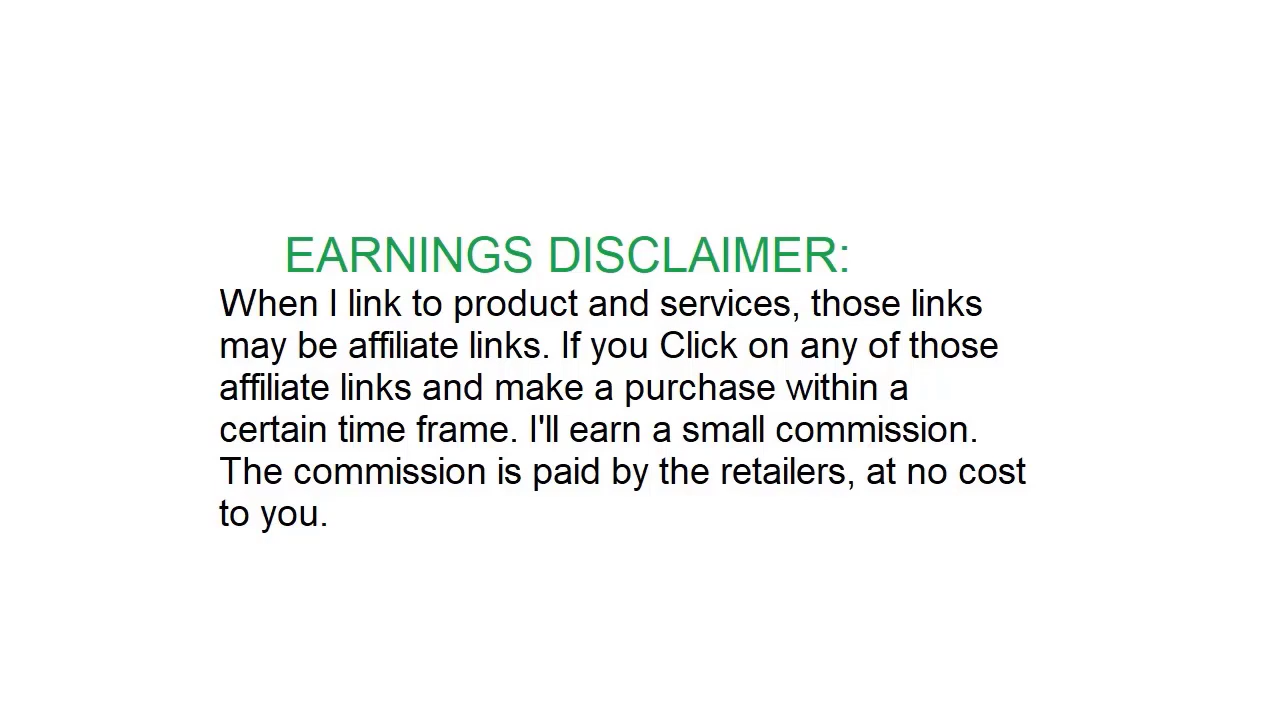 EARNINGS DISCLAIMER:
When I link to product and services, those links
may be affiliate links. If you Click on any of those
affiliate links and make a purchase within a
certain time frame. I'll earn a small commission.
The commission is paid by the retailers, at no cost
to you.